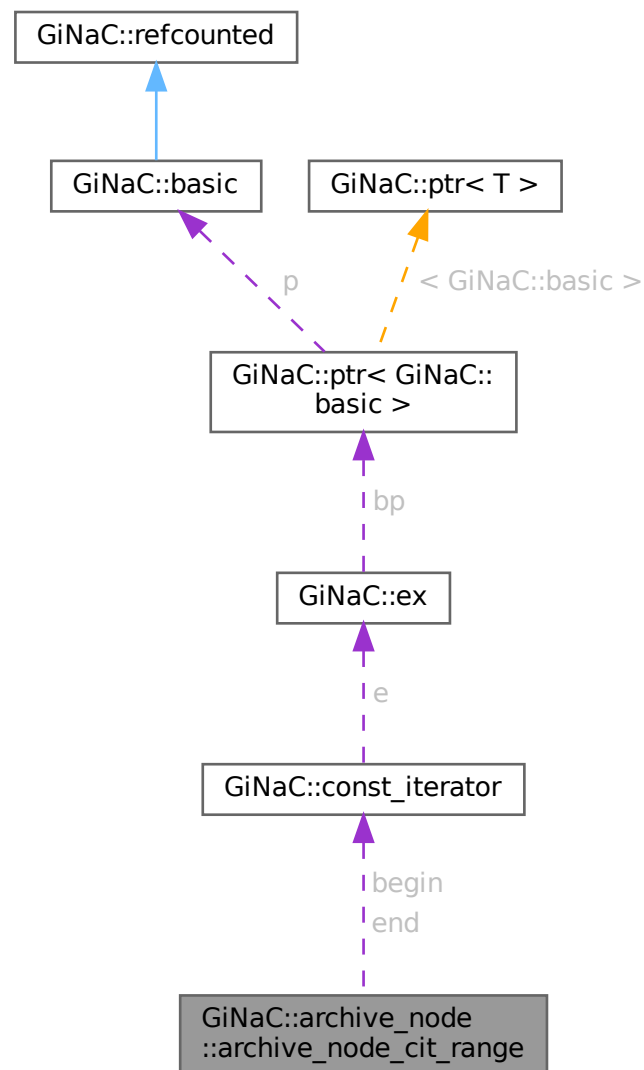 GiNaC::refcounted
GiNaC::basic
GiNaC::ptr< T >
p
< GiNaC::basic >
GiNaC::ptr< GiNaC::
basic >
bp
GiNaC::ex
e
GiNaC::const_iterator
begin
end
GiNaC::archive_node
::archive_node_cit_range